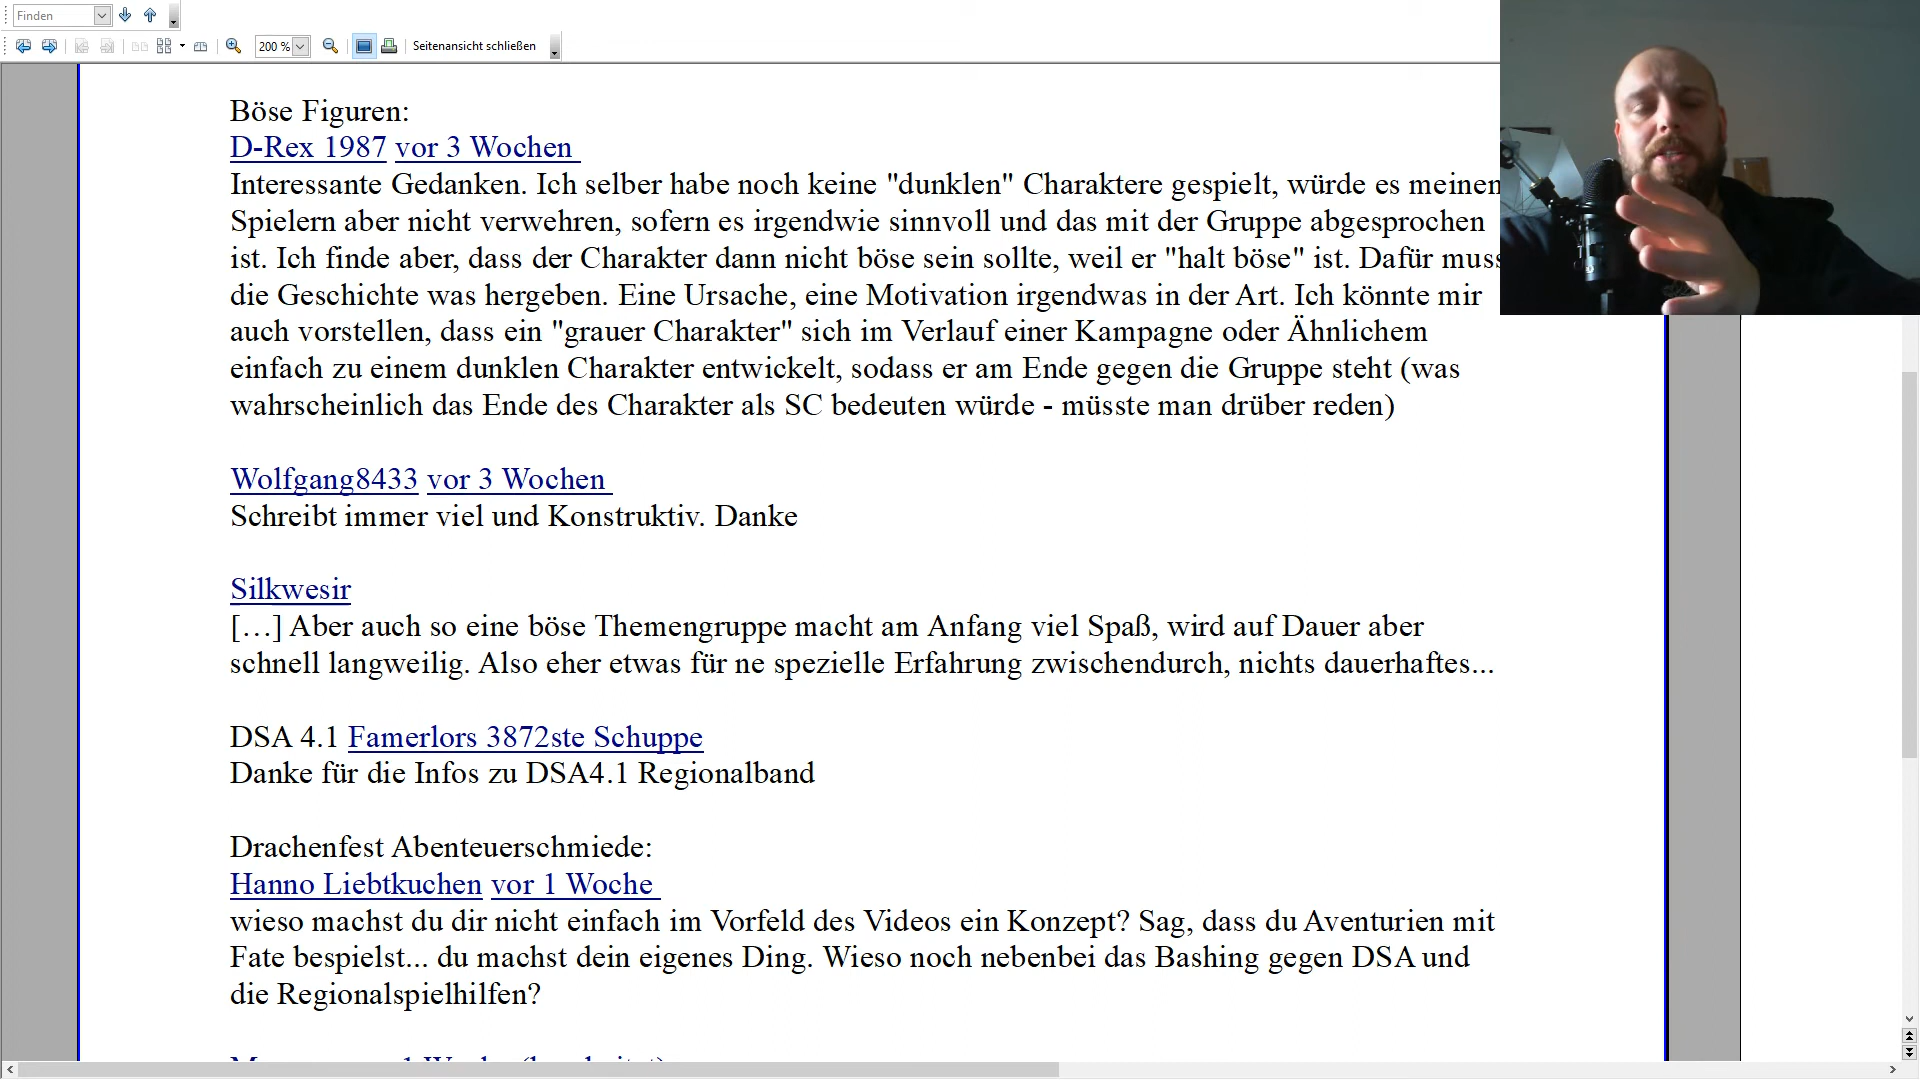 Finden
200 %
Seitenansicht schließen
Böse Figuren:
D-Rex 1987 vor 3 Wochen
Interessante Gedanken. Ich selber habe noch keine "dunklen" Charaktere gespielt, würde es meinen
Spielern aber nicht verwehren, sofern es irgendwie sinnvoll und das mit der Gruppe abgesprochen
ist. Ich finde aber, dass der Charakter dann nicht böse sein sollte, weil er "halt böse" ist. Dafür muss
die Geschichte was hergeben. Eine Ursache, eine Motivation irgendwas in der Art. Ich könnte mir
auch vorstellen, dass ein "grauer Charakter" sich im Verlauf einer Kampagne oder Ähnlichem
einfach zu einem dunklen Charakter entwickelt, sodass er am Ende gegen die Gruppe steht (was
wahrscheinlich das Ende des Charakter als SC bedeuten würde - müsste man drüber reden)
Wolfgang8433 vor 3 Wochen
Schreibt immer viel und Konstruktiv. Danke
Silkwesir
[…] Aber auch so eine böse Themengruppe macht am Anfang viel Spaß, wird auf Dauer aber
schnell langweilig. Also eher etwas für ne spezielle Erfahrung zwischendurch, nichts dauerhaftes...
DSA 4.1 Famerlors 3872ste Schuppe
Danke für die Infos zu DSA4.1 Regionalband
Drachenfest Abenteuerschmiede:
Hanno Liebtkuchen vor 1 Woche
wieso machst du dir nicht einfach im Vorfeld des Videos ein Konzept? Sag, dass du Aventurien mit
Fate bespielst... du machst dein eigenes Ding. Wieso noch nebenbei das Bashing gegen DSA und
die Regionalspielhilfen?